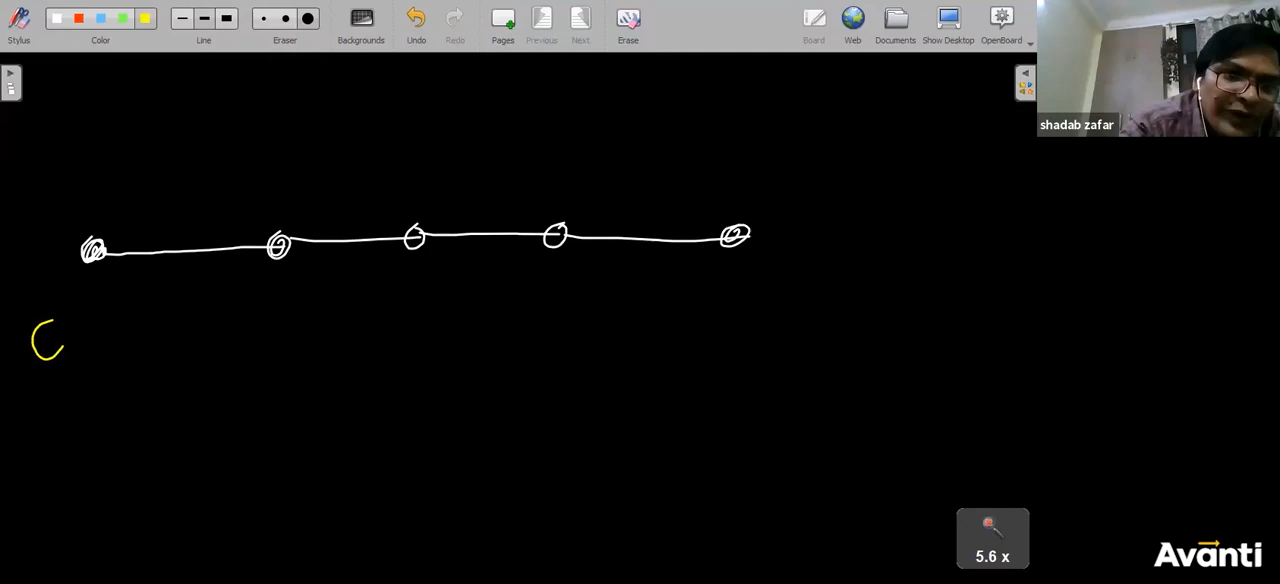 Stylus Color Line Eraser Backgrounds Undo Redo Pages Previous Next Erase Board Web Documents Show Desktop OpenBoard
shadab zafar
C
5.6 x
Avanti